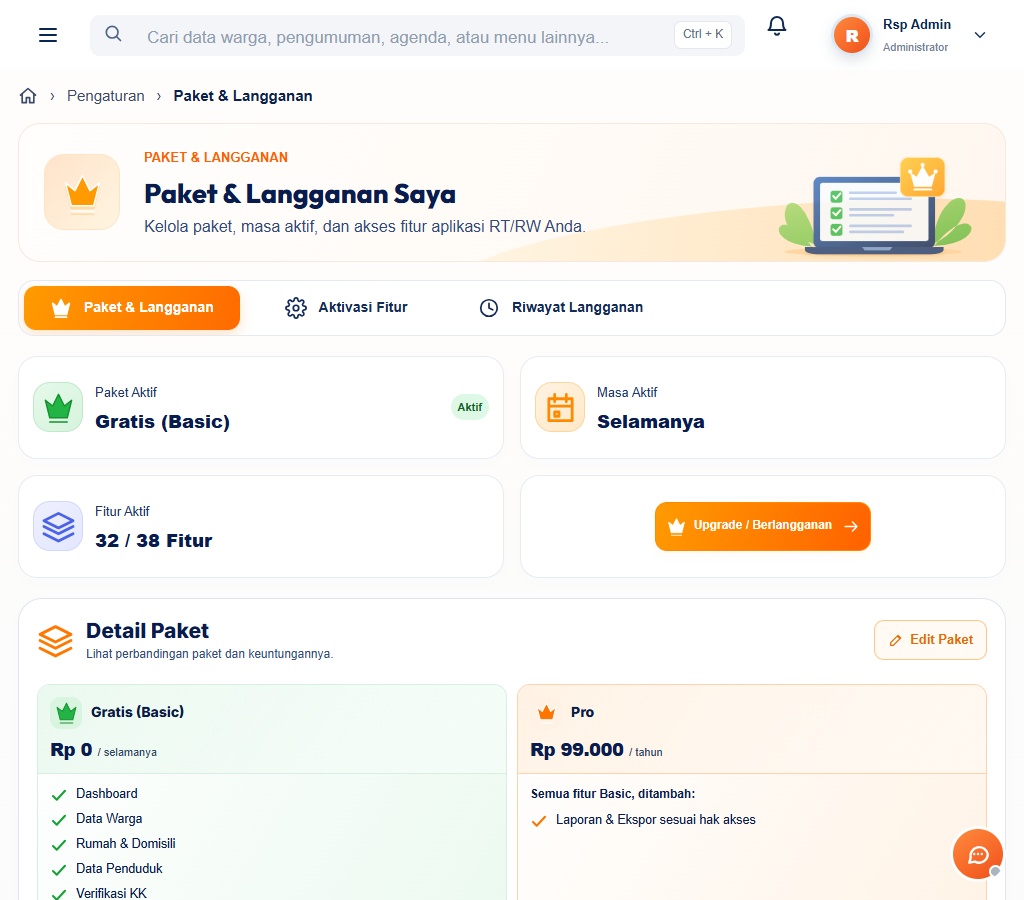 Cari data warga, pengumuman, agenda, atau menu lainnya...
Ctrl + K
R
Rsp Admin
Administrator
Pengaturan
Paket & Langganan
PAKET & LANGGANAN
Paket & Langganan Saya
Kelola paket, masa aktif, dan akses fitur aplikasi RT/RW Anda.
Paket & Langganan
Aktivasi Fitur
Riwayat Langganan
Paket Aktif
Gratis (Basic)
Aktif
Masa Aktif
Selamanya
Fitur Aktif
32 / 38 Fitur
Upgrade / Berlangganan
Detail Paket
Lihat perbandingan paket dan keuntungannya.
Edit Paket
Gratis (Basic)
Rp 0 / selamanya
Dashboard
Data Warga
Rumah & Domisili
Data Penduduk
Verifikasi KK
Pro
Rp 99.000 / tahun
Semua fitur Basic, ditambah:
Laporan & Ekspor sesuai hak akses